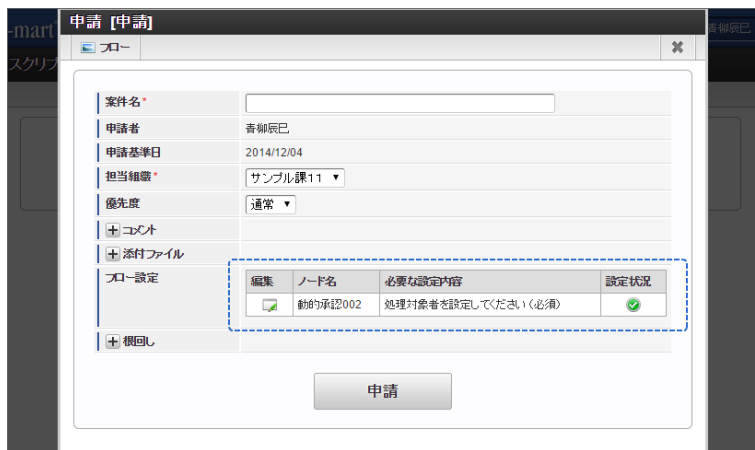 申請 [申請]
-mart
青柳辰巳
フロー
スクリプ
案件名*
申請者 青柳辰巳
申請基準日 2014/12/04
担当組織* サンプル課11
優先度 通常
コメント
添付ファイル
フロー設定
編集 ノード名 必要な設定内容 設定状況
動的承認002 処理対象者を設定してください（必須）
根回し
申請